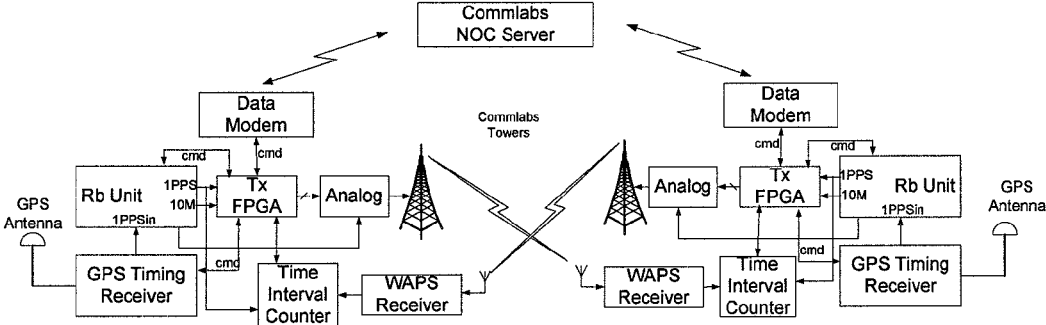 Commlabs
NOC Server
Data
Modem
Commlabs
Towers
Data
Modem
cmd
cmd
cmd
cmd
Rb Unit
1PPS
10M
1PPSin
Tx
FPGA
Analog
Analog
Tx
FPGA
1PPS
10M
Rb Unit
1PPSin
GPS
Antenna
GPS
Antenna
cmd
cmd
GPS Timing
Receiver
Time
Interval
Counter
WAPS
Receiver
WAPS
Receiver
Time
Interval
Counter
GPS Timing
Receiver